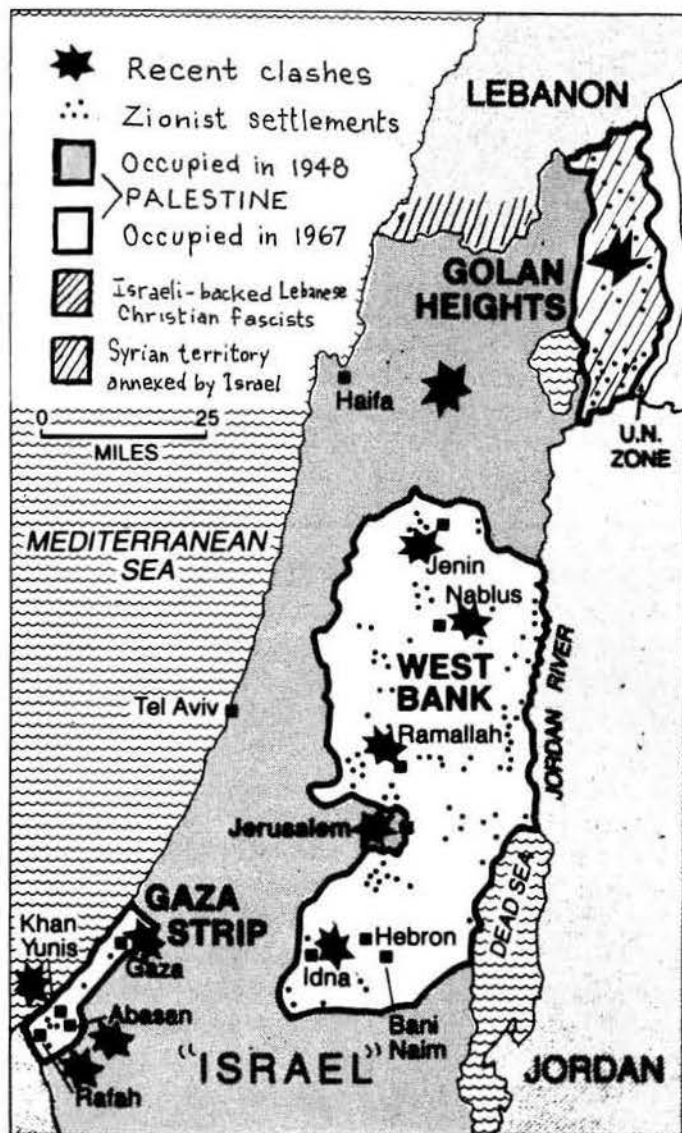 Recent clashes
Zionist settlements
Occupied in 1948
PALESTINE
Occupied in 1967
Israeli-backed Lebanese
Christian fascists
Syrian territory
annexed by Israel
0 25
MILES
LEBANON
GOLAN
HEIGHTS
U.N.
ZONE
Haifa
MEDITERRANEAN
SEA
Jenin
Nablus
WEST
BANK
JORDAN RIVER
Tel Aviv
Ramallah
Jerusalem
DEAD SEA
GAZA
STRIP
Khan
Yunis
Gaza
Hebron
Idna
Abasan
Bani
Naim
"ISRAEL"
JORDAN
Rafah